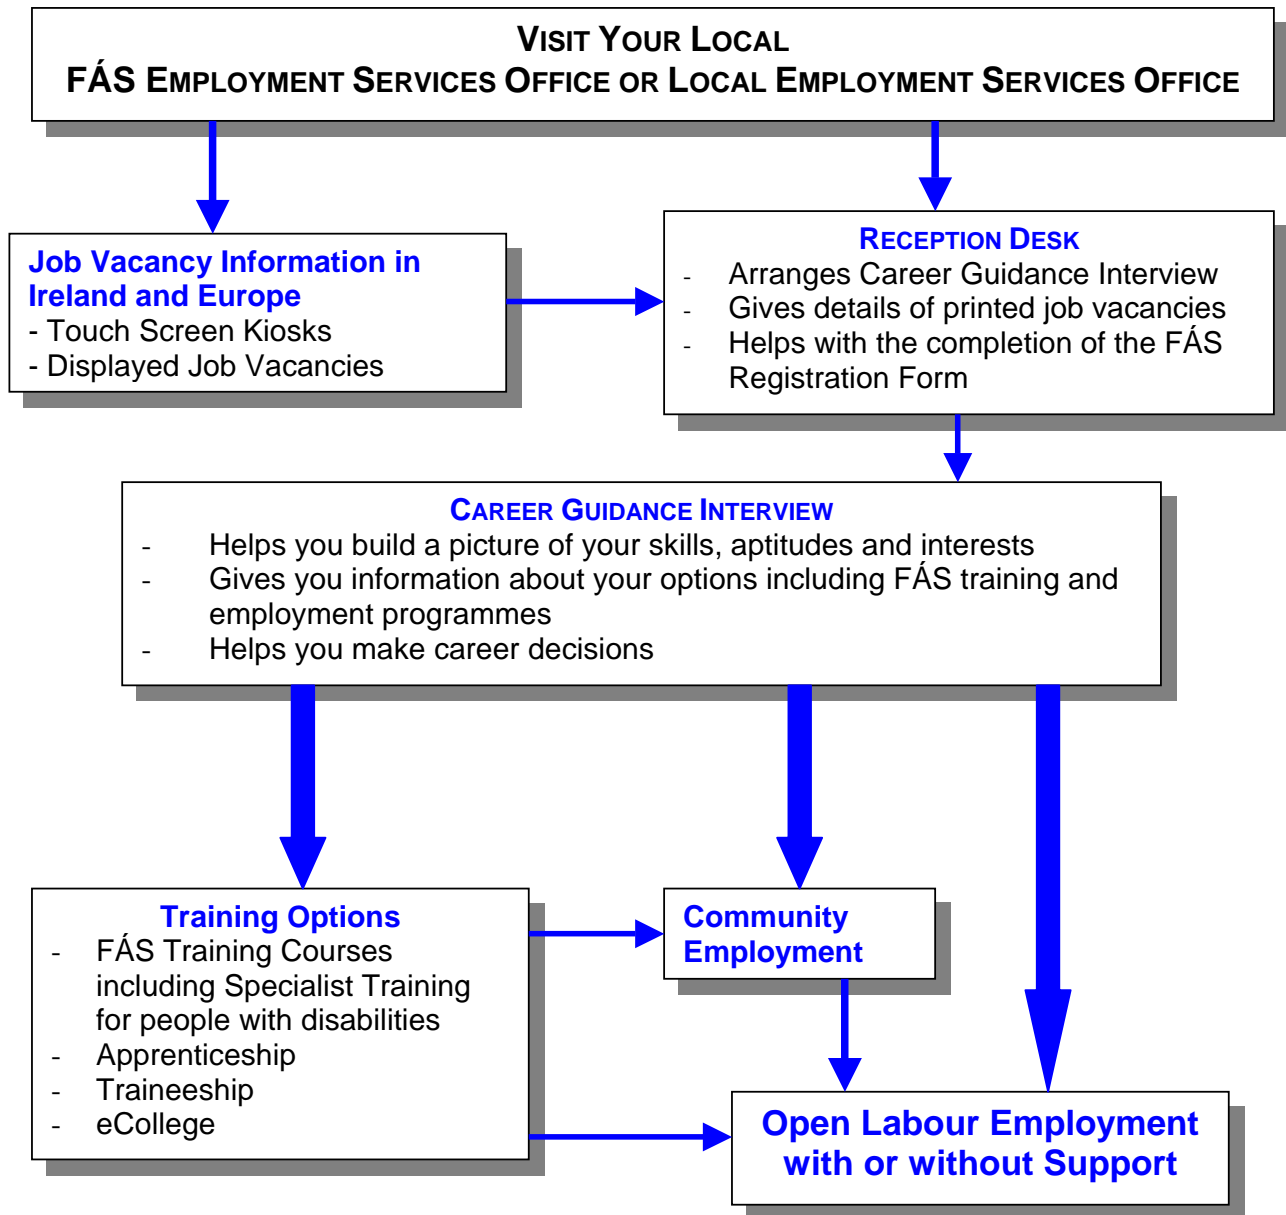 VISIT YOUR LOCAL
FÁS EMPLOYMENT SERVICES OFFICE OR LOCAL EMPLOYMENT SERVICES OFFICE
Job Vacancy Information in
Ireland and Europe
- Touch Screen Kiosks
- Displayed Job Vacancies
RECEPTION DESK
- Arranges Career Guidance Interview
- Gives details of printed job vacancies
- Helps with the completion of the FÁS
Registration Form
CAREER GUIDANCE INTERVIEW
- Helps you build a picture of your skills, aptitudes and interests
- Gives you information about your options including FÁS training and
employment programmes
- Helps you make career decisions
Training Options
- FÁS Training Courses
including Specialist Training
for people with disabilities
- Apprenticeship
- Traineeship
- eCollege
Community
Employment
Open Labour Employment
with or without Support